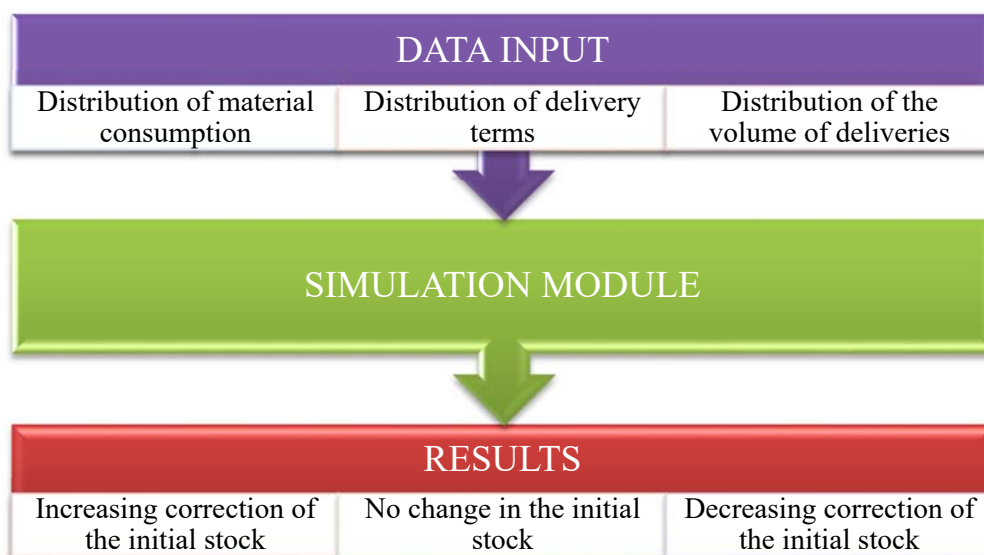 DATA INPUT
Distribution of material
consumption
Distribution of delivery
terms
Distribution of the
volume of deliveries
SIMULATION MODULE
RESULTS
Increasing correction of
the initial stock
No change in the initial
stock
Decreasing correction of
the initial stock